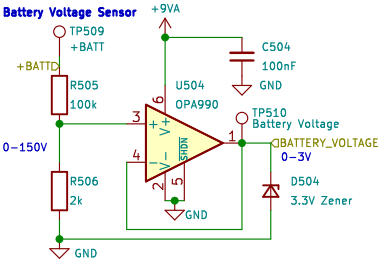 Battery Voltage Sensor
+9VA
TP509
+BATT
+BATT
C504
100nF
GND
R505
100k
U504
OPA990
6
V+
3
+
TP510
Battery Voltage
1
BATTERY_VOLTAGE
0-3V
0-150V
4
-
V-
SHDN
2
5
GND
R506
2k
D504
3.3V Zener
GND